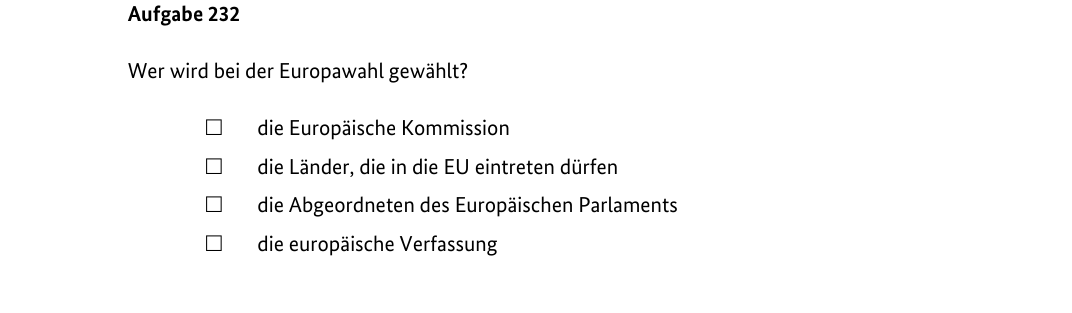 Aufgabe 232
Wer wird bei der Europawahl gewählt?
☐ die Europäische Kommission
☐ die Länder, die in die EU eintreten dürfen
☐ die Abgeordneten des Europäischen Parlaments
☐ die europäische Verfassung